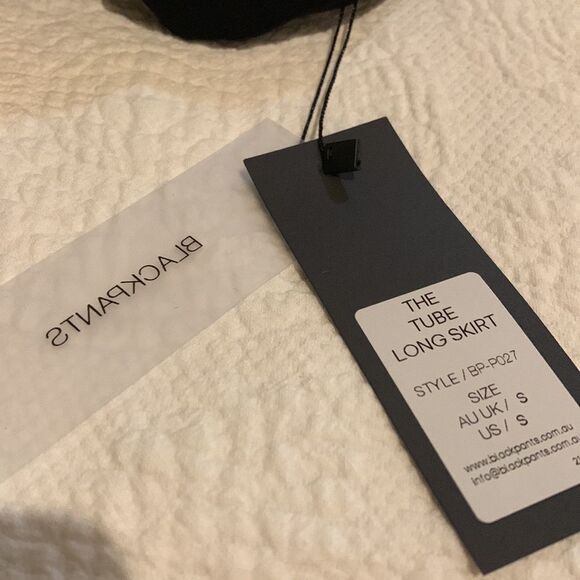 BLACKPANTS
THE
TUBE
LONG SKIRT
STYLE / BP-P027
SIZE
AU UK / S
US / S
www.blackpants.com.au
info@blackpants.com.au